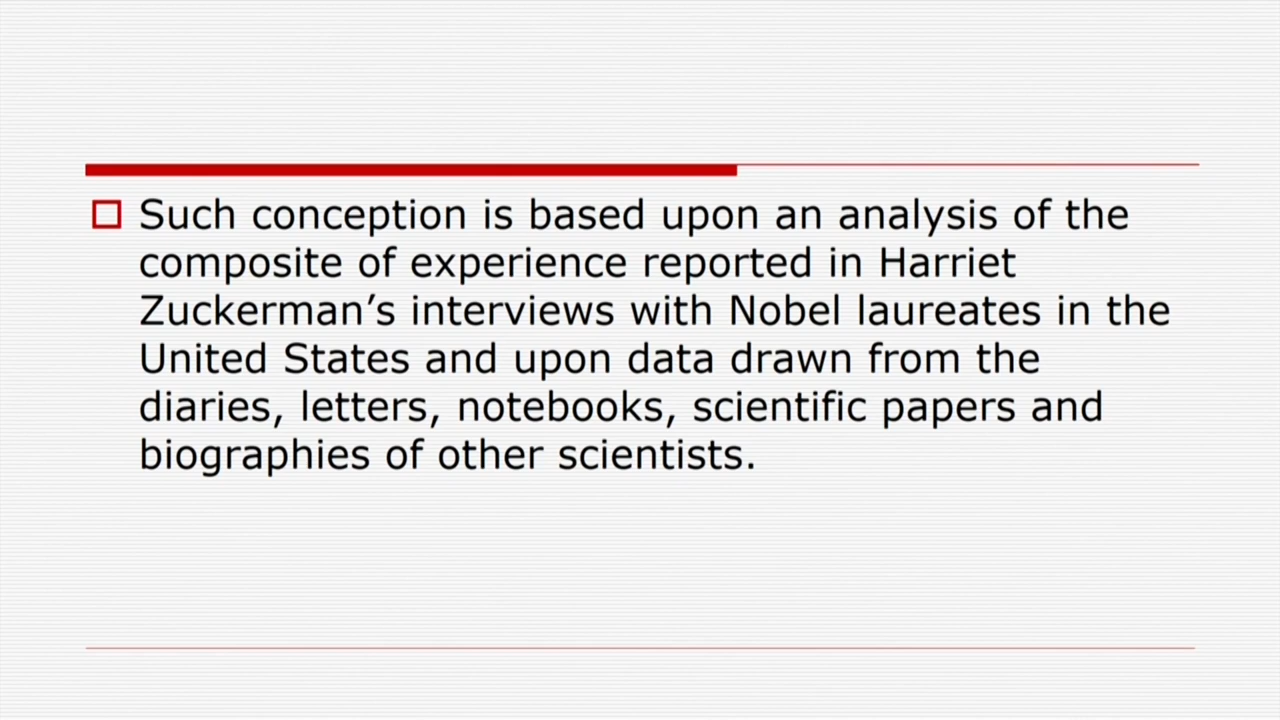 Such conception is based upon an analysis of the
composite of experience reported in Harriet
Zuckerman’s interviews with Nobel laureates in the
United States and upon data drawn from the
diaries, letters, notebooks, scientific papers and
biographies of other scientists.